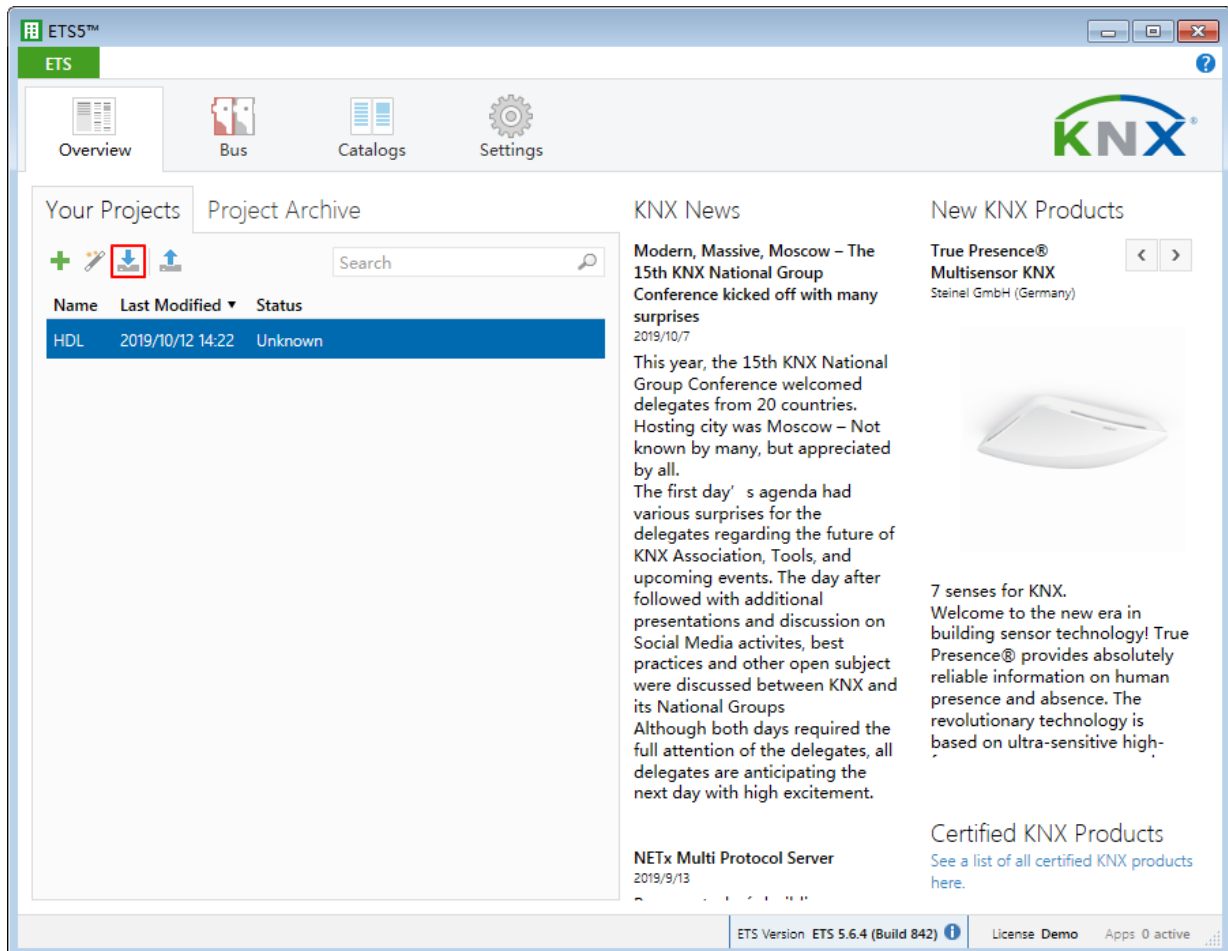 ETS5™
ETS
Overview
Bus
Catalogs
Settings
KNX®
Your Projects
Project Archive
Search
Name Last Modified ▼ Status
HDL 2019/10/12 14:22 Unknown
KNX News
Modern, Massive, Moscow – The
15th KNX National Group
Conference kicked off with many
surprises
2019/10/7
This year, the 15th KNX National
Group Conference welcomed
delegates from 20 countries.
Hosting city was Moscow – Not
known by many, but appreciated
by all.
The first day’s agenda had
various surprises for the
delegates regarding the future of
KNX Association, Tools, and
upcoming events. The day after
followed with additional
presentations and discussion on
Social Media activites, best
practices and other open subject
were discussed between KNX and
its National Groups
Although both days required the
full attention of the delegates, all
delegates are anticipating the
next day with high excitement.
NETx Multi Protocol Server
2019/9/13
New KNX Products
True Presence®
Multisensor KNX
Steinel GmbH (Germany)
7 senses for KNX.
Welcome to the new era in
building sensor technology! True
Presence® provides absolutely
reliable information on human
presence and absence. The
revolutionary technology is
based on ultra-sensitive high-
Certified KNX Products
See a list of all certified KNX products
here.
ETS Version ETS 5.6.4 (Build 842)
License Demo
Apps 0 active